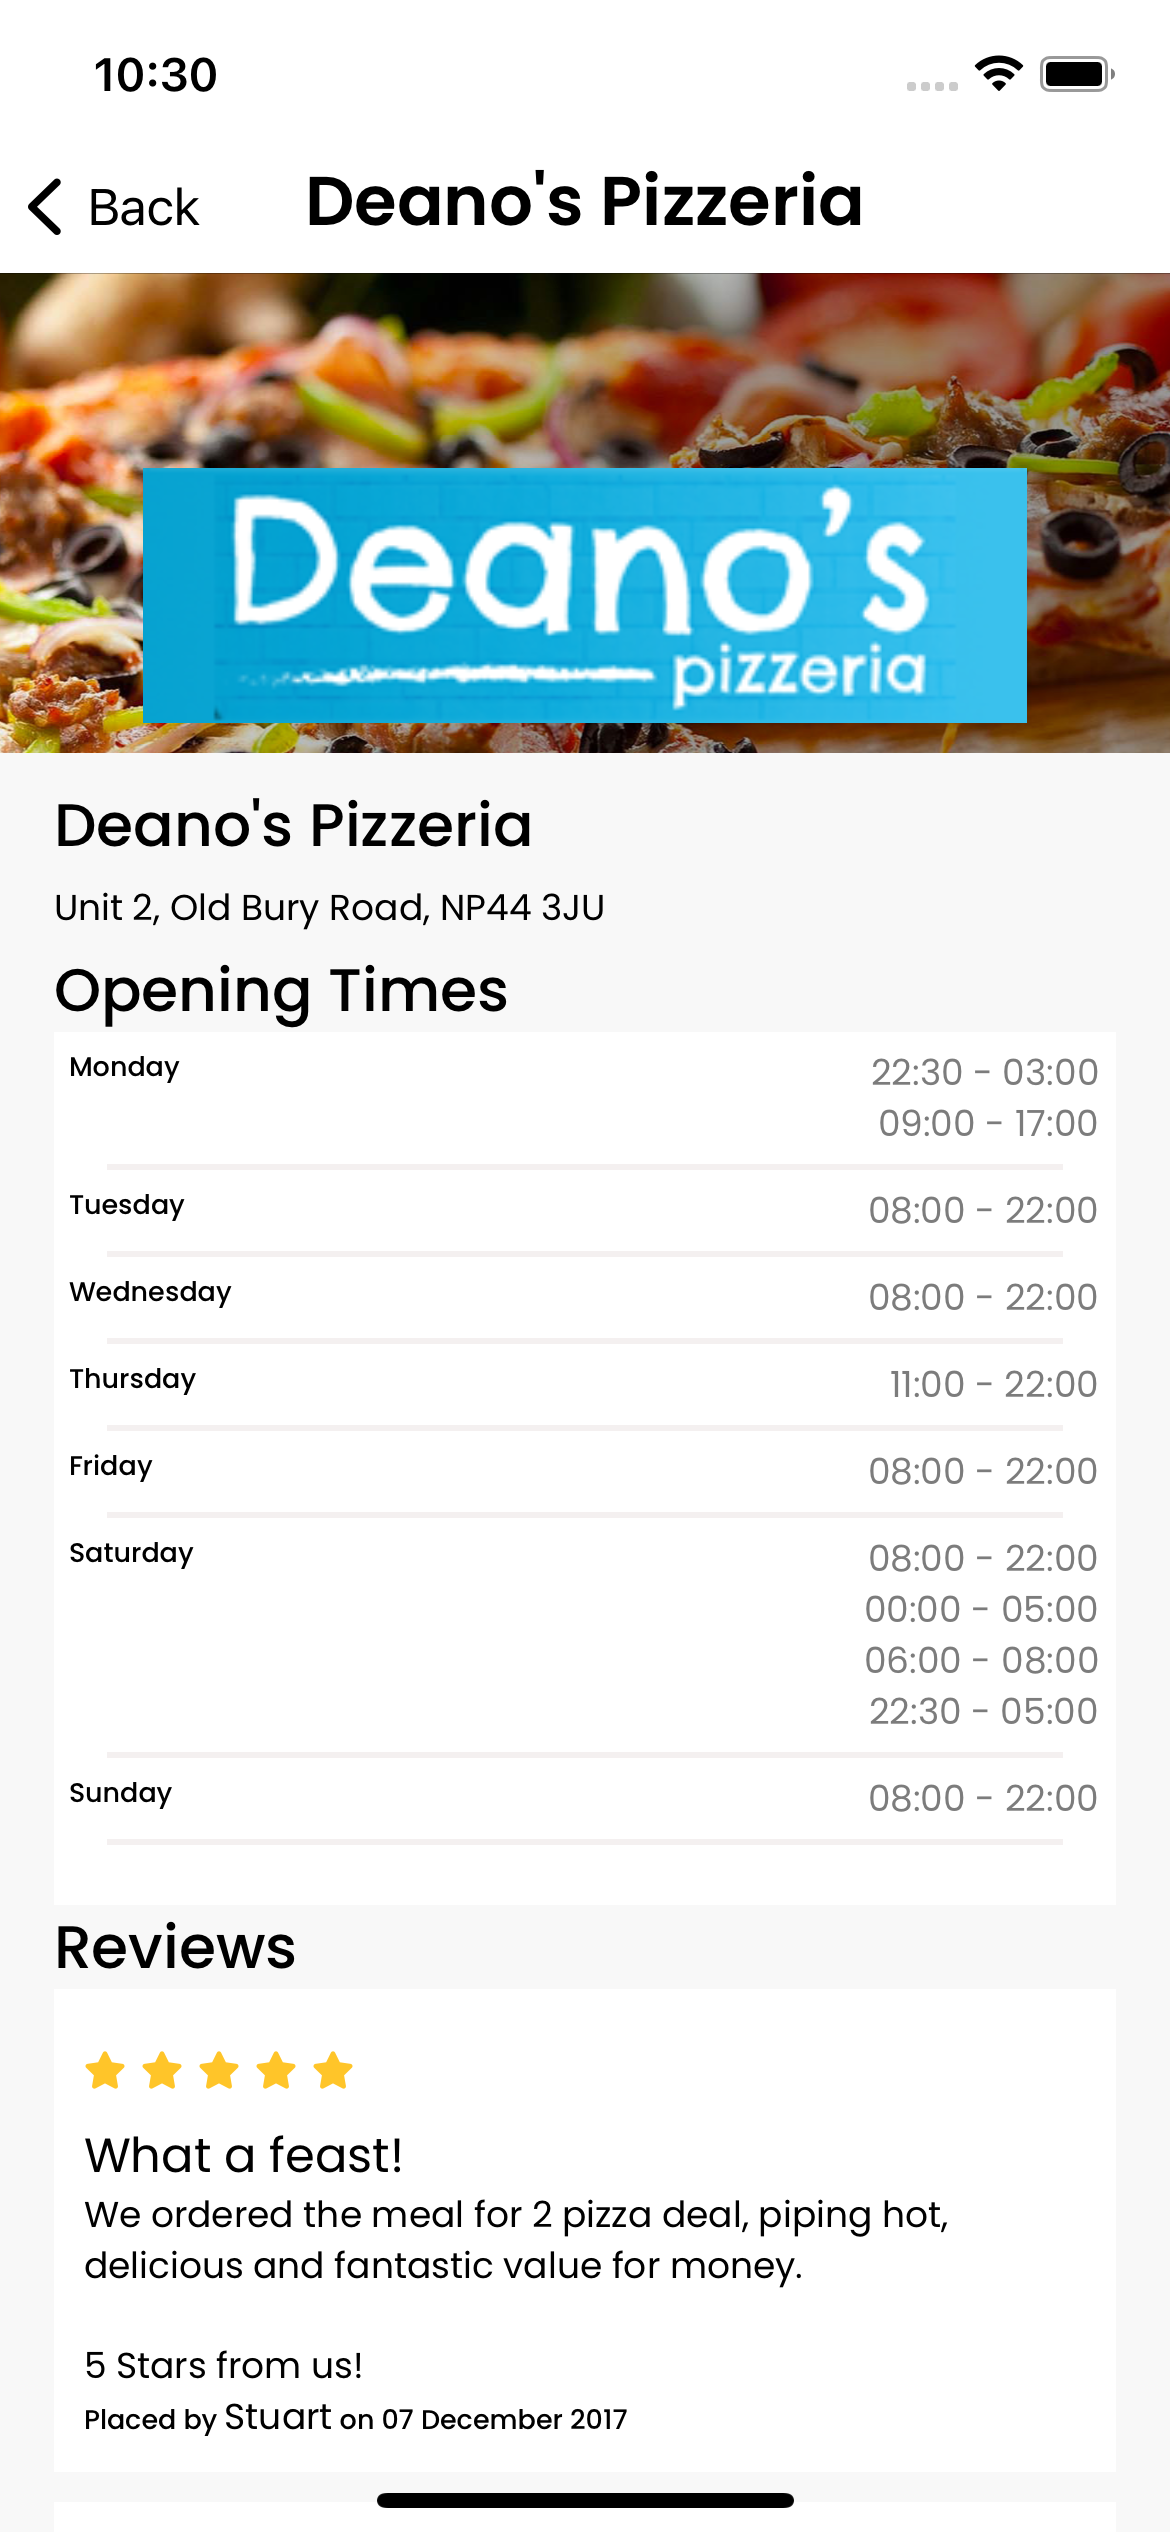 10:30
Back
Deano's Pizzeria
Deano's
pizzeria
Deano's Pizzeria
Unit 2, Old Bury Road, NP44 3JU
Opening Times
Monday
22:30 - 03:00
09:00 - 17:00
Tuesday
08:00 - 22:00
Wednesday
08:00 - 22:00
Thursday
11:00 - 22:00
Friday
08:00 - 22:00
Saturday
08:00 - 22:00
00:00 - 05:00
06:00 - 08:00
22:30 - 05:00
Sunday
08:00 - 22:00
Reviews
What a feast!
We ordered the meal for 2 pizza deal, piping hot,
delicious and fantastic value for money.
5 Stars from us!
Placed by Stuart on 07 December 2017